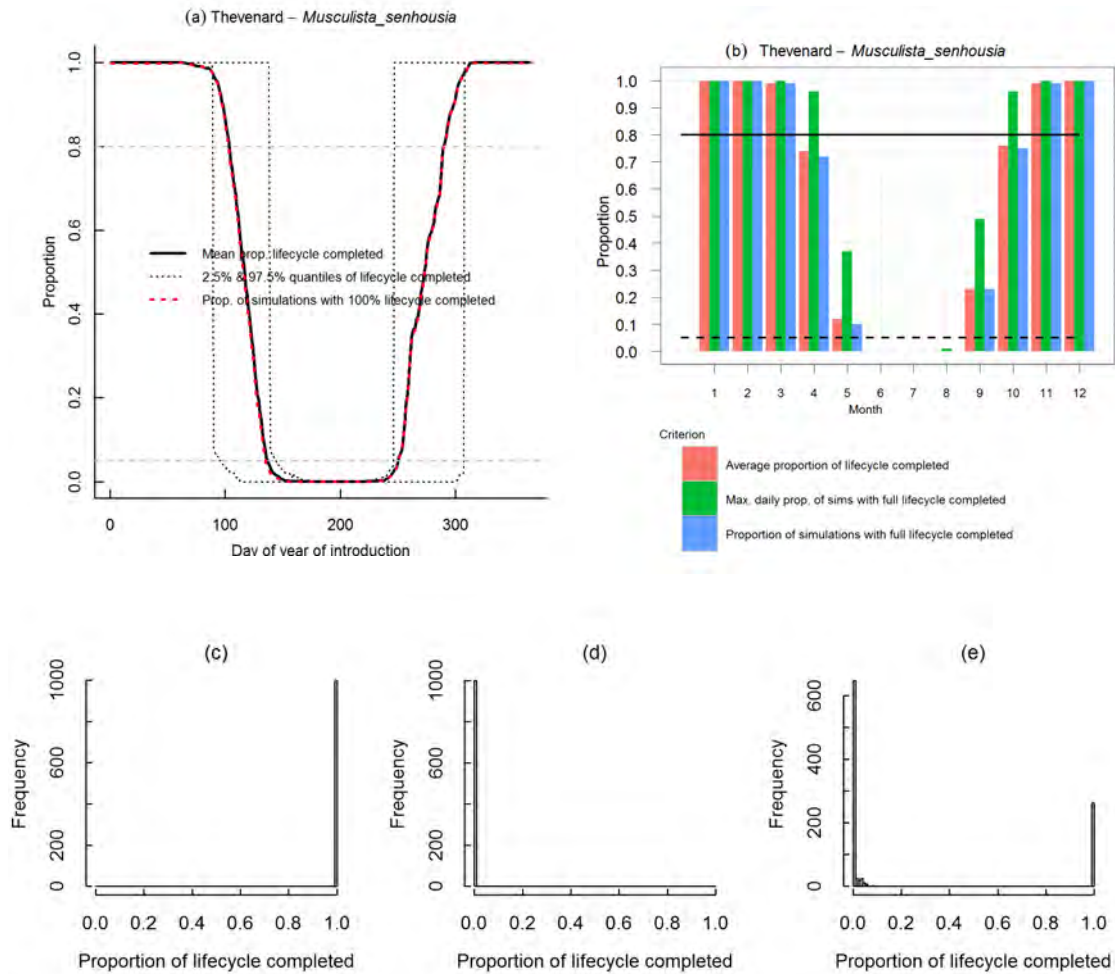 (a) Thevenard – Musculista_senhousia
1.0
0.8
0.6
0.4
0.2
0.0
Proportion
Mean prop. lifecycle completed
2.5% & 97.5% quantiles of lifecycle completed
Prop. of simulations with 100% lifecycle completed
0 100 200 300
Day of year of introduction
(b) Thevenard – Musculista_senhousia
1.0
0.9
0.8
0.7
0.6
0.5
0.4
0.3
0.2
0.1
0.0
Proportion
1 2 3 4 5 6 7 8 9 10 11 12
Month
Criterion
Average proportion of lifecycle completed
Max. daily prop. of sims with full lifecycle completed
Proportion of simulations with full lifecycle completed
(c)
1000
600
200
0
Frequency
0.0 0.2 0.4 0.6 0.8 1.0
Proportion of lifecycle completed
(d)
1000
600
200
0
Frequency
0.0 0.2 0.4 0.6 0.8 1.0
Proportion of lifecycle completed
(e)
600
400
200
0
Frequency
0.0 0.2 0.4 0.6 0.8 1.0
Proportion of lifecycle completed